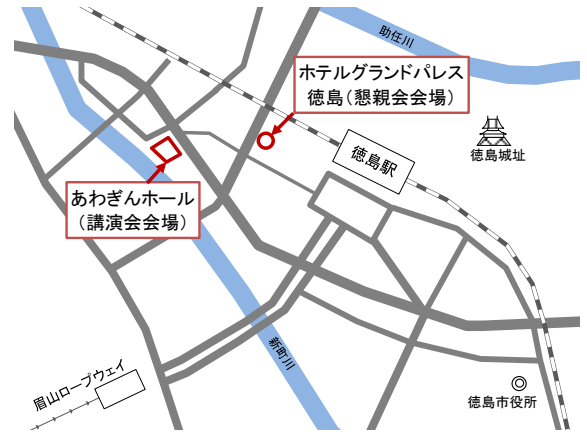 助任川
ホテルグランドパレス
徳島(懇親会会場)
徳島城址
徳島駅
あわぎんホール
(講演会会場)
新町川
眉山ロープウェイ
徳島市役所